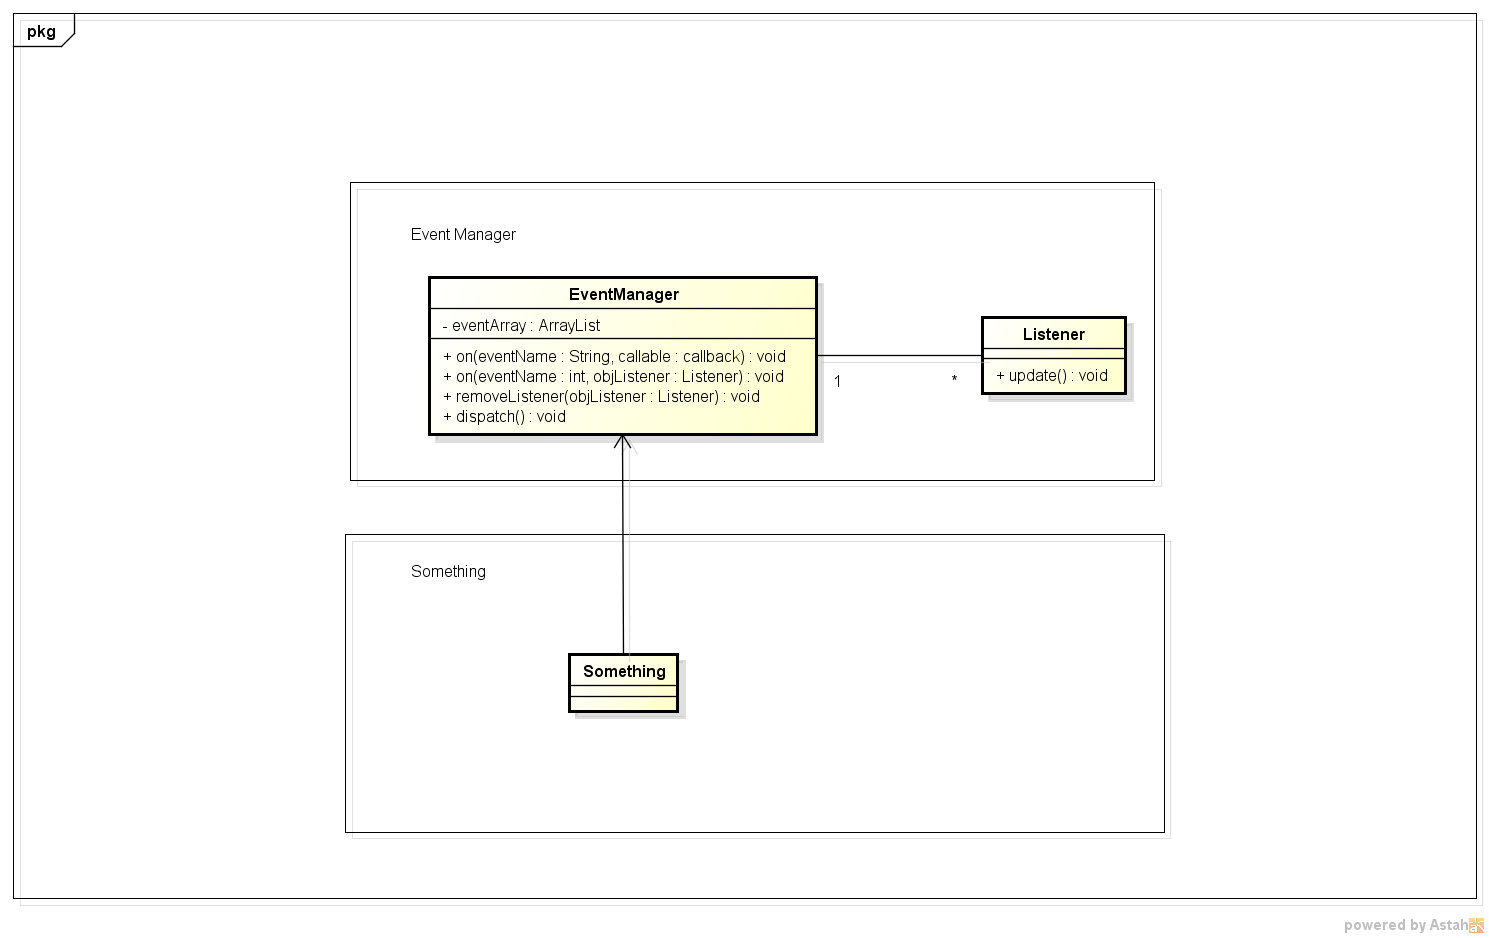 pkg
Event Manager
EventManager
- eventArray : ArrayList
+ on(eventName : String, callable : callback) : void
+ on(eventName : int, objListener : Listener) : void
+ removeListener(objListener : Listener) : void
+ dispatch() : void
1
*
Listener
+ update() : void
Something
Something
powered by Astah